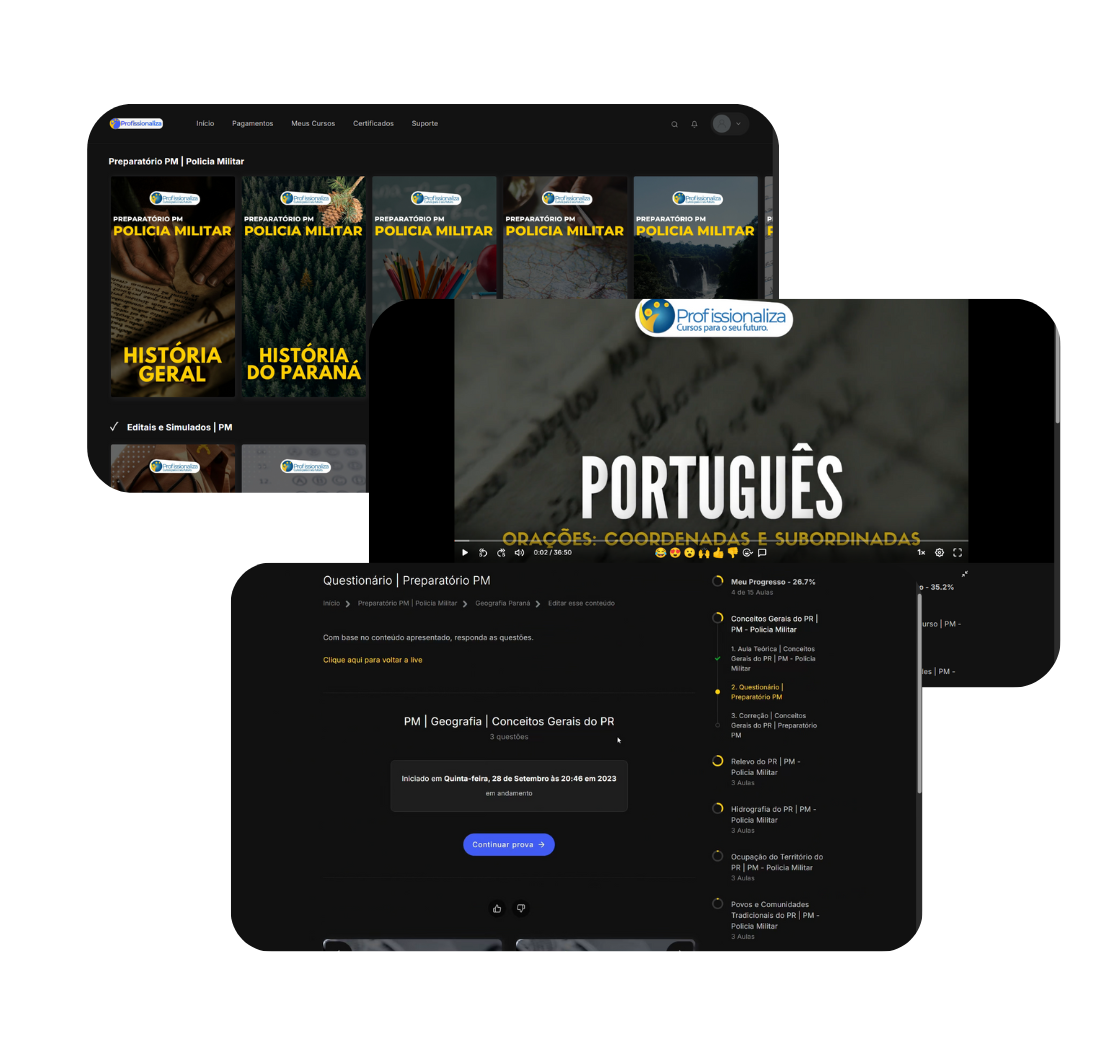 Profissionaliza
Início Pagamentos Meus Cursos Certificados Suporte
Preparatório PM | Policia Militar
Profissionaliza Profissionaliza Profissionaliza Profissionaliza Profissionaliza
PREPARATÓRIO PM PREPARATÓRIO PM PREPARATÓRIO PM PREPARATÓRIO PM PREPARATÓRIO PM
POLICIA MILITAR POLICIA MILITAR POLICIA MILITAR POLICIA MILITAR POLICIA MILITAR
HISTÓRIA
GERAL
HISTÓRIA
DO PARANÁ
Editais e Simulados | PM
Profissionaliza Profissionaliza
Profissionaliza
Cursos para o seu futuro.
PORTUGUÊS
ORAÇÕES: COORDENADAS E SUBORDINADAS
0:02 / 36:50 1x
o - 35.2%
urso | PM -
| PM -
Questionário | Preparatório PM
Início Preparatório PM | Policia Militar Geografia Paraná Editar esse conteúdo
Com base no conteúdo apresentado, responda as questões.
Clique aqui para voltar a live
PM | Geografia | Conceitos Gerais do PR
3 questões
Iniciado em Quinta-feira, 28 de Setembro às 20:46 em 2023
em andamento
Continuar prova
Meu Progresso - 26.7%
4 de 15 Aulas
Conceitos Gerais do PR |
PM - Policia Militar
1. Aula Teórica | Conceitos
Gerais do PR | PM - Policia
Militar
2. Questionário |
Preparatório PM
3. Correção | Conceitos
Gerais do PR | Preparatório
PM
Relevo do PR | PM -
Policia Militar
3 Aulas
Hidrografia do PR | PM -
Policia Militar
3 Aulas
Ocupação do Território do
PR | PM - Policia Militar
3 Aulas
Povos e Comunidades
Tradicionais do PR | PM -
Policia Militar
3 Aulas